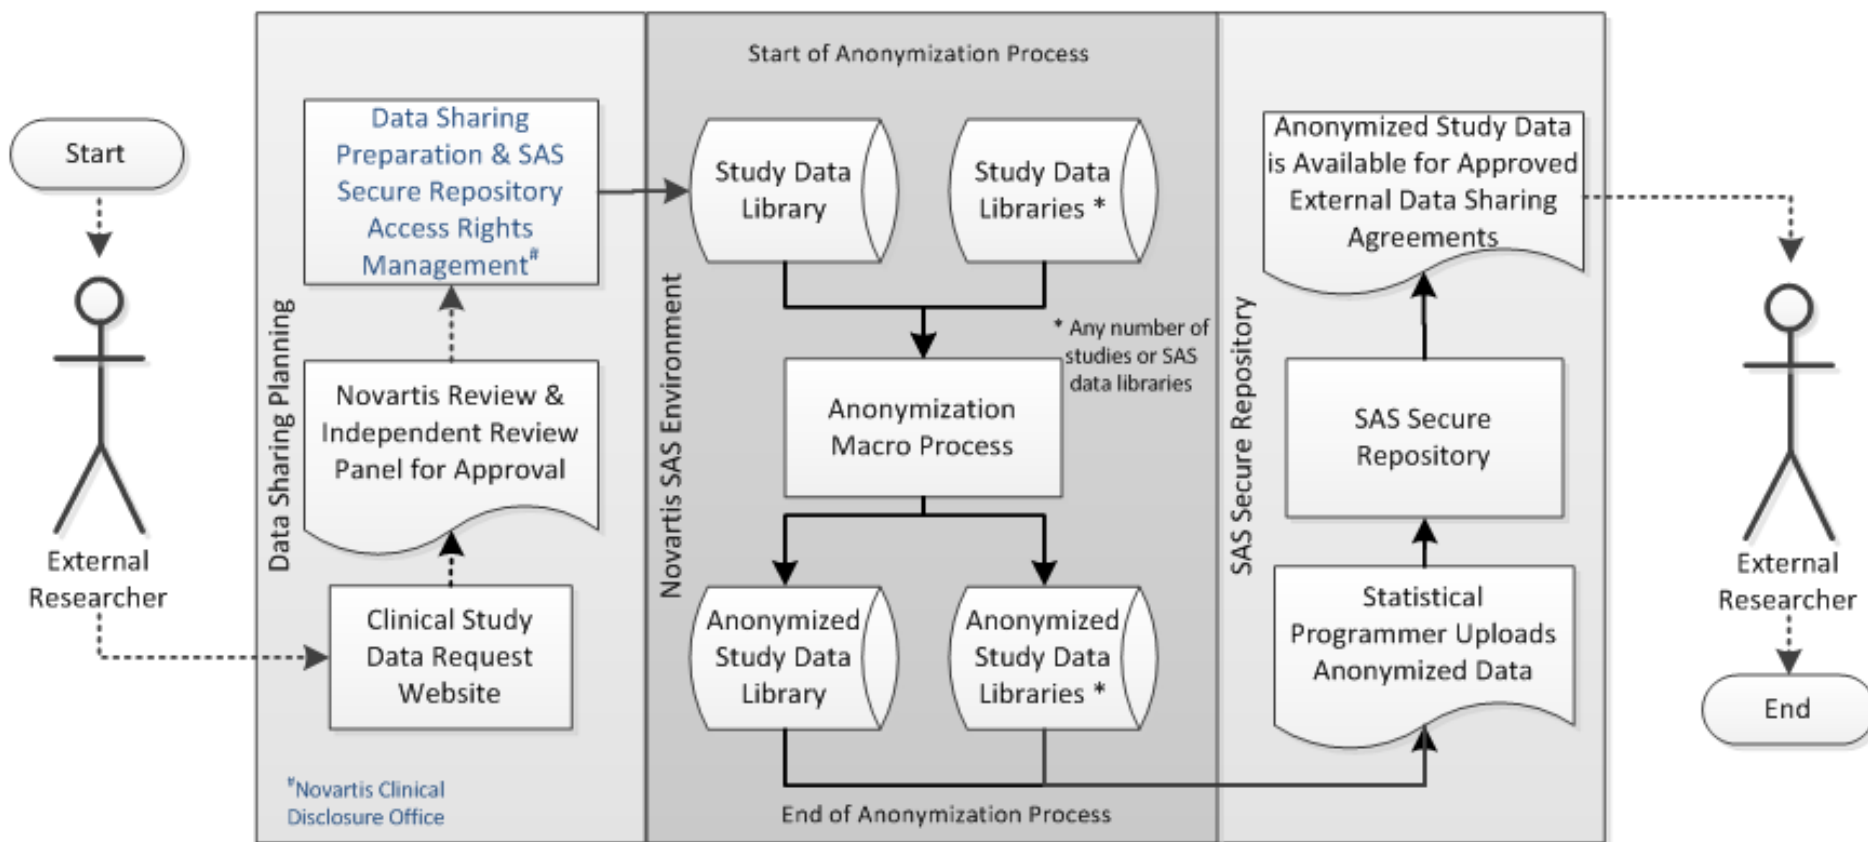 Start
External
Researcher
Data Sharing Planning
Data Sharing
Preparation & SAS
Secure Repository
Access Rights
Management#
Novartis Review &
Independent Review
Panel for Approval
Clinical Study
Data Request
Website
#Novartis Clinical
Disclosure Office
Novartis SAS Environment
Start of Anonymization Process
Study Data
Library
Study Data
Libraries *
* Any number of
studies or SAS
data libraries
Anonymization
Macro Process
Anonymized
Study Data
Library
Anonymized
Study Data
Libraries *
End of Anonymization Process
SAS Secure Repository
Anonymized Study Data
is Available for Approved
External Data Sharing
Agreements
SAS Secure
Repository
Statistical
Programmer Uploads
Anonymized Data
External
Researcher
End